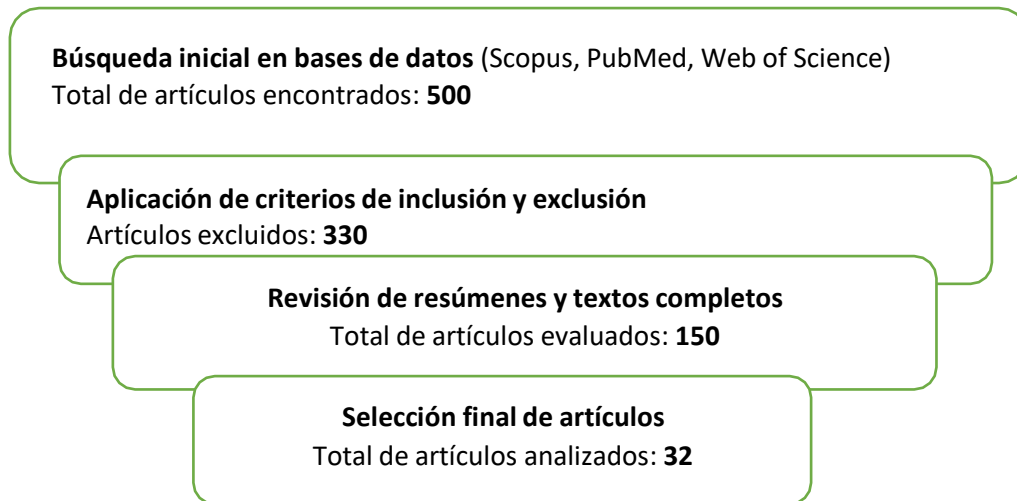 Búsqueda inicial en bases de datos (Scopus, PubMed, Web of Science)
Total de artículos encontrados: 500
Aplicación de criterios de inclusión y exclusión
Artículos excluidos: 330
Revisión de resúmenes y textos completos
Total de artículos evaluados: 150
Selección final de artículos
Total de artículos analizados: 32